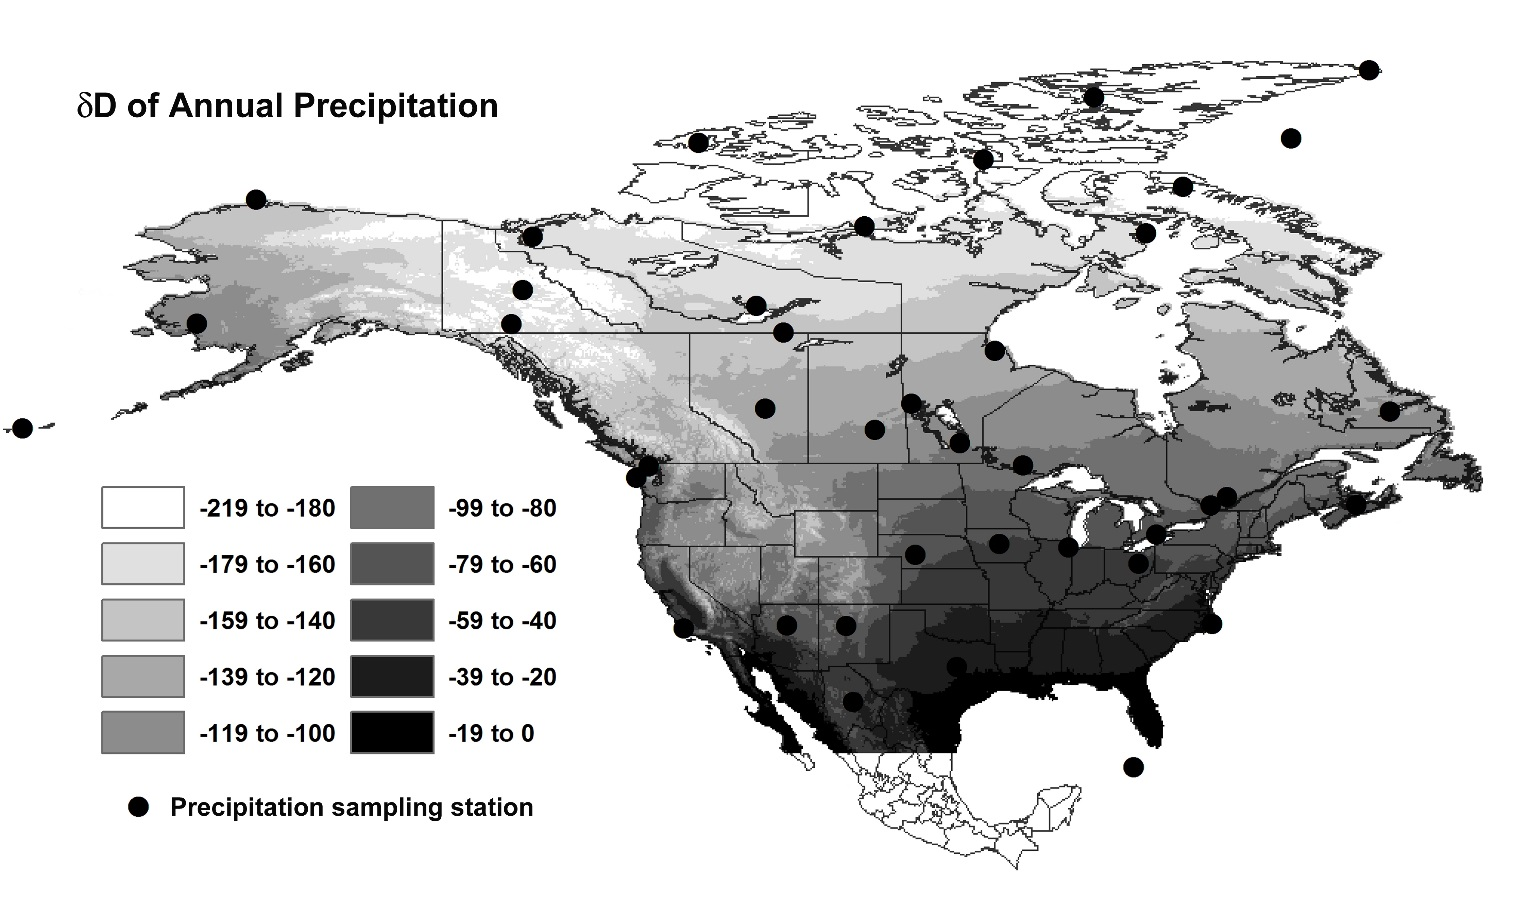 δD of Annual Precipitation
-219 to -180
-99 to -80
-179 to -160
-79 to -60
-159 to -140
-59 to -40
-139 to -120
-39 to -20
-119 to -100
-19 to 0
Precipitation sampling station